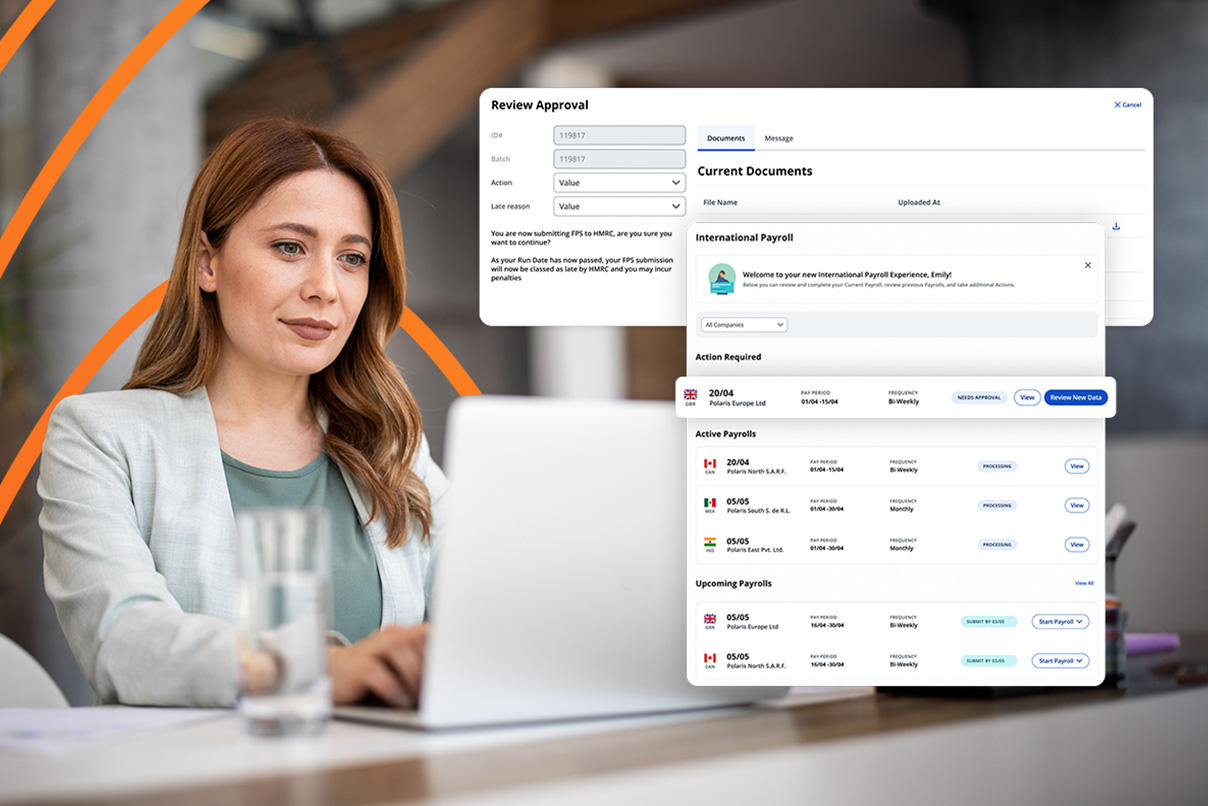 Review Approval
Cancel
ID#
119817
Batch
119817
Action
Value
Late reason
Value
You are now submitting FPS to HMRC, are you sure you
want to continue?
As your Run Date has now passed, your FPS submission
will now be classed as late by HMRC and you may incur
penalties
Documents
Message
Current Documents
File Name
Uploaded At
International Payroll
Welcome to your new International Payroll Experience, Emily!
Below you can review and complete your Current Payroll, review previous Payrolls, and take additional Actions.
All Companies
Action Required
GBR
20/04
Polaris Europe Ltd
PAY PERIOD
01/04 -15/04
FREQUENCY
Bi-Weekly
NEEDS APPROVAL
View
Review New Data
Active Payrolls
CAN
20/04
Polaris North S.A.R.F.
PAY PERIOD
01/04 -15/04
FREQUENCY
Bi-Weekly
PROCESSING
View
MEX
05/05
Polaris South S. de R.L.
PAY PERIOD
01/04 -30/04
FREQUENCY
Monthly
PROCESSING
View
IND
05/05
Polaris East Pvt. Ltd.
PAY PERIOD
01/04 -30/04
FREQUENCY
Monthly
PROCESSING
View
Upcoming Payrolls
View All
GBR
05/05
Polaris Europe Ltd
PAY PERIOD
16/04 -30/04
FREQUENCY
Bi-Weekly
SUBMIT BY 03/05
Start Payroll
CAN
05/05
Polaris North S.A.R.F.
PAY PERIOD
16/04 -30/04
FREQUENCY
Bi-Weekly
SUBMIT BY 03/05
Start Payroll